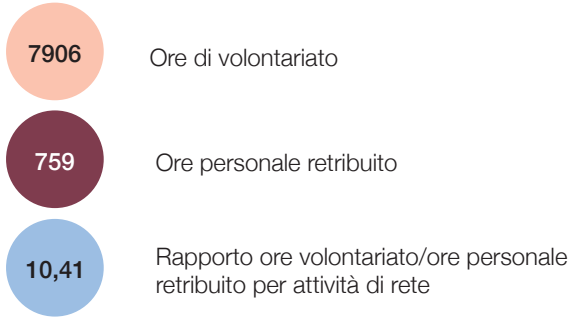 7906
Ore di volontariato
759
Ore personale retribuito
10,41
Rapporto ore volontariato/ore personale
retribuito per attività di rete